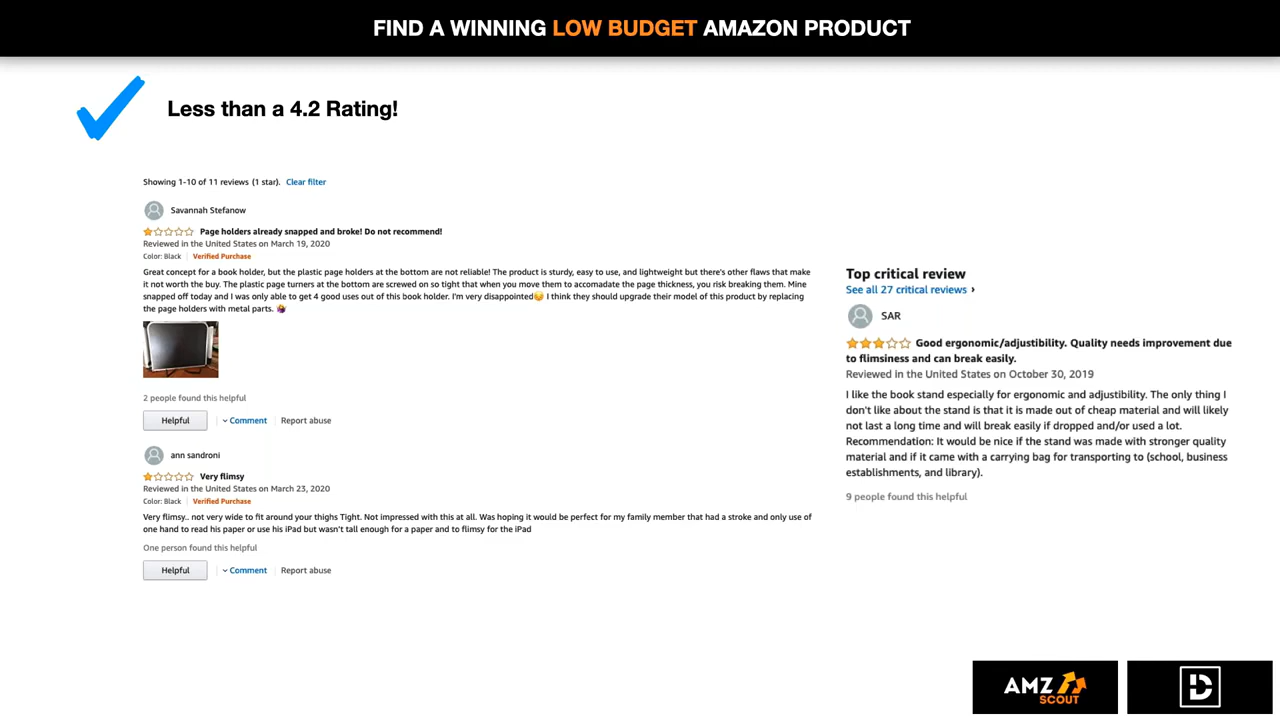 FIND A WINNING LOW BUDGET AMAZON PRODUCT
Less than a 4.2 Rating!
Showing 1-10 of 11 reviews (1 star). Clear filter
Savannah Stefanow
Page holders already snapped and broke! Do not recommend!
Reviewed in the United States on March 19, 2020
Color: Black | Verified Purchase
Great concept for a book holder, but the plastic page holders at the bottom are not reliable! The product is sturdy, easy to use, and lightweight but there's other flaws that make
it not worth the buy. The plastic page turners at the bottom are screwed on so tight that when you move them to accomadate the page thickness, you risk breaking them. Mine
snapped off today and I was only able to get 4 good uses out of this book holder. I'm very disappointed😔 I think they should upgrade their model of this product by replacing
the page holders with metal parts. 🤷🏽‍♀️
2 people found this helpful
Helpful
Comment
Report abuse
ann sandroni
Very flimsy
Reviewed in the United States on March 23, 2020
Color: Black | Verified Purchase
Very flimsy.. not very wide to fit around your thighs Tight. Not impressed with this at all. Was hoping it would be perfect for my family member that had a stroke and only use of
one hand to read his paper or use his iPad but wasn't tall enough for a paper and to flimsy for the iPad
One person found this helpful
Helpful
Comment
Report abuse
Top critical review
See all 27 critical reviews ›
SAR
Good ergonomic/adjustibility. Quality needs improvement due
to flimsiness and can break easily.
Reviewed in the United States on October 30, 2019
I like the book stand especially for ergonomic and adjustibility. The only thing I
don't like about the stand is that it is made out of cheap material and will likely
not last a long time and will break easily if dropped and/or used a lot.
Recommendation: It would be nice if the stand was made with stronger quality
material and if it came with a carrying bag for transporting to (school, business
establishments, and library).
9 people found this helpful
AMZ
SCOUT
D